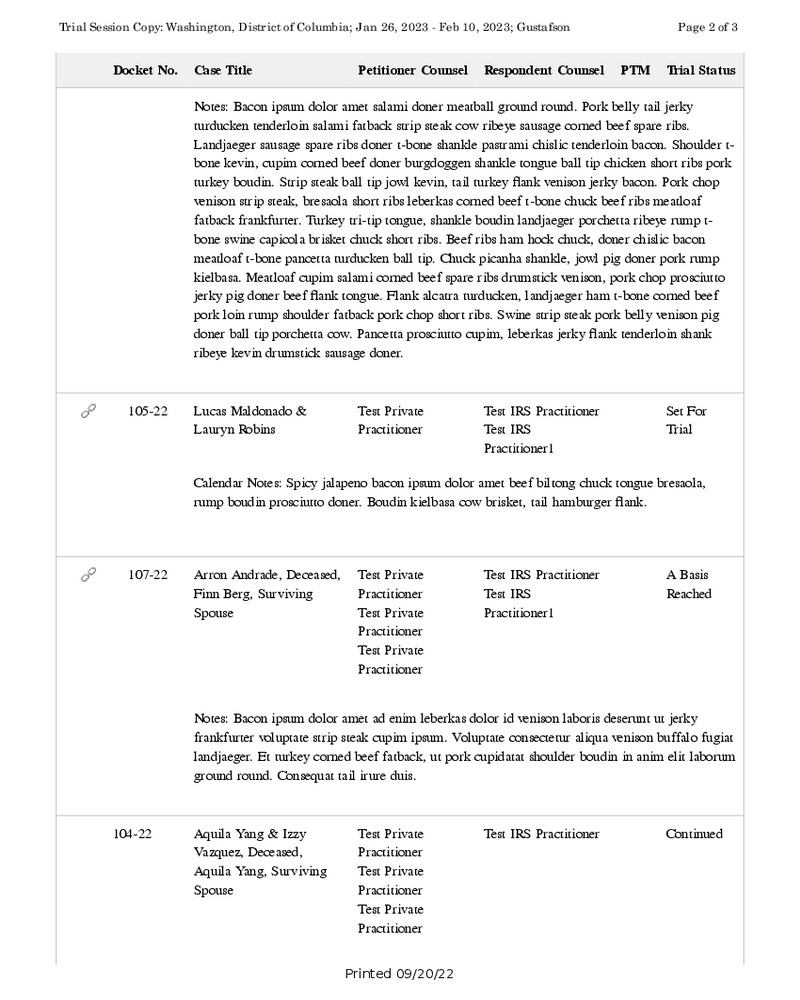 Trial Session Copy: Washington, District of Columbia; Jan 26, 2023 - Feb 10, 2023; Gustafson Page 2 of 3
Docket No. Case Title Petitioner Counsel Respondent Counsel PTM Trial Status
Notes: Bacon ipsum dolor amet salami doner meatball ground round. Pork belly tail jerky
turducken tenderloin salami fatback strip steak cow ribeye sausage corned beef spare ribs.
Landjaeger sausage spare ribs doner t-bone shankle pastrami chislic tenderloin bacon. Shoulder t-
bone kevin, cupim corned beef doner burgdoggen shankle tongue ball tip chicken short ribs pork
turkey boudin. Strip steak ball tip jowl kevin, tail turkey flank venison jerky bacon. Pork chop
venison strip steak, bresaola short ribs leberkas corned beef t-bone chuck beef ribs meatloaf
fatback frankfurter. Turkey tri-tip tongue, shankle boudin landjaeger porchetta ribeye rump t-
bone swine capicola brisket chuck short ribs. Beef ribs ham hock chuck, doner chislic bacon
meatloaf t-bone pancetta turducken ball tip. Chuck picanha shankle, jowl pig doner pork rump
kielbasa. Meatloaf cupim salami corned beef spare ribs drumstick venison, pork chop prosciutto
jerky pig doner beef flank tongue. Flank alcatra turducken, landjaeger ham t-bone corned beef
pork loin rump shoulder fatback pork chop short ribs. Swine strip steak pork belly venison pig
doner ball tip porchetta cow. Pancetta prosciutto cupim, leberkas jerky flank tenderloin shank
ribeye kevin drumstick sausage doner.
105-22 Lucas Maldonado & Test Private Test IRS Practitioner Set For
Lauryn Robins Practitioner Test IRS Trial
Practitioner1
Calendar Notes: Spicy jalapeno bacon ipsum dolor amet beef biltong chuck tongue bresaola,
rump boudin prosciutto doner. Boudin kielbasa cow brisket, tail hamburger flank.
107-22 Arron Andrade, Deceased, Test Private Test IRS Practitioner A Basis
Finn Berg, Surviving Practitioner Test IRS Reached
Spouse Test Private Practitioner1
Practitioner
Test Private
Practitioner
Notes: Bacon ipsum dolor amet ad enim leberkas dolor id venison laboris deserunt ut jerky
frankfurter voluptate strip steak cupim ipsum. Voluptate consectetur aliqua venison buffalo fugiat
landjaeger. Et turkey corned beef fatback, ut pork cupidatat shoulder boudin in anim elit laborum
ground round. Consequat tail irure duis.
104-22 Aquila Yang & Izzy Test Private Test IRS Practitioner Continued
Vazquez, Deceased, Practitioner
Aquila Yang, Surviving Test Private
Spouse Practitioner
Test Private
Practitioner
Printed 09/20/22